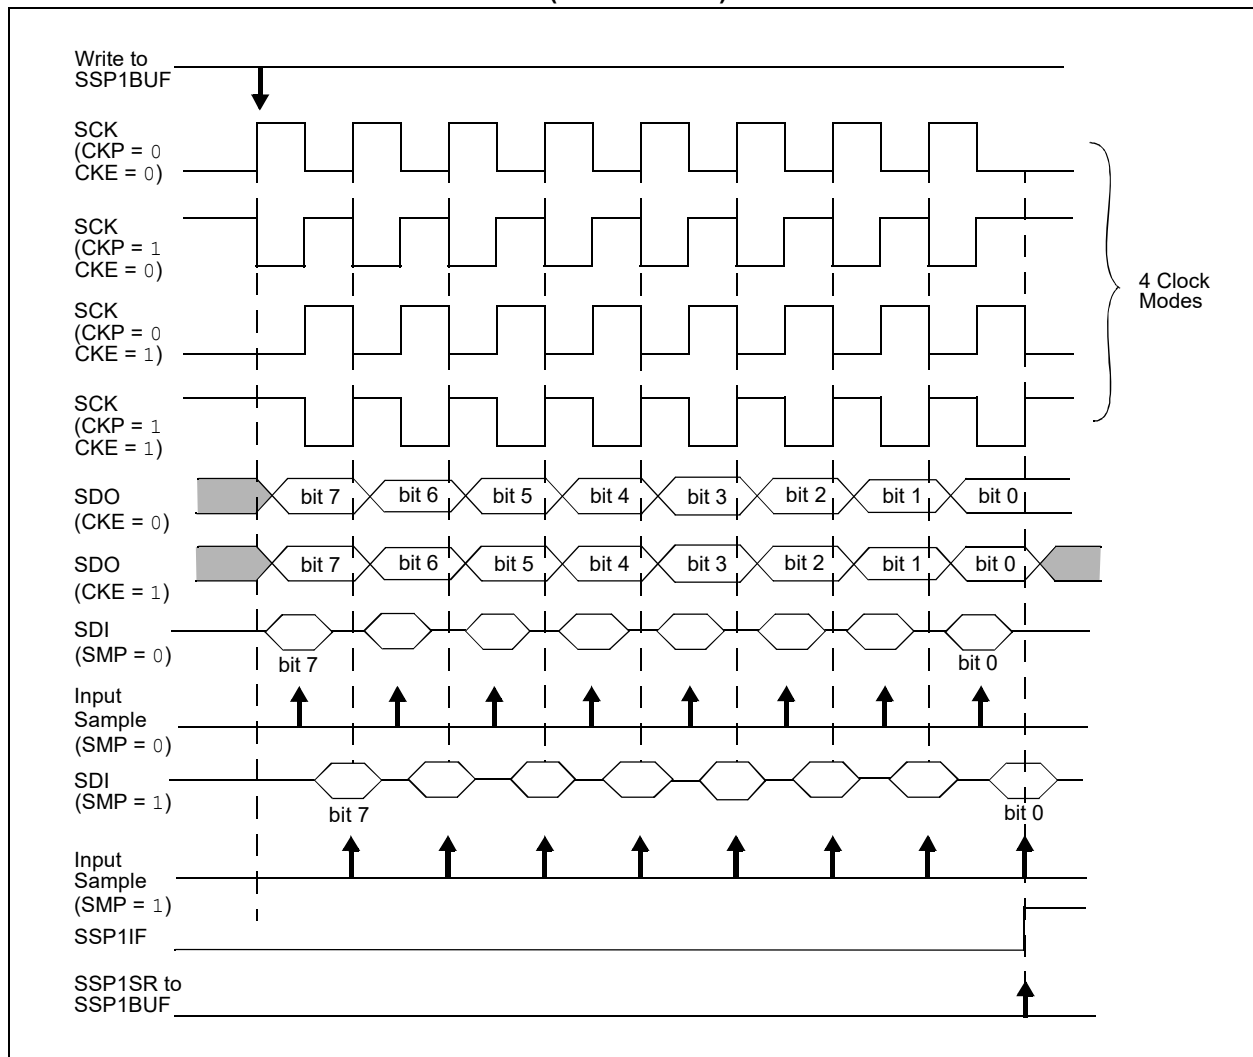 Write to
SSP1BUF
SCK
(CKP = 0
CKE = 0)
SCK
(CKP = 1
CKE = 0)
SCK
(CKP = 0
CKE = 1)
SCK
(CKP = 1
CKE = 1)
4 Clock
Modes
SDO
(CKE = 0)
bit 7 bit 6 bit 5 bit 4 bit 3 bit 2 bit 1 bit 0
SDO
(CKE = 1)
bit 7 bit 6 bit 5 bit 4 bit 3 bit 2 bit 1 bit 0
SDI
(SMP = 0)
bit 7 bit 0
Input
Sample
(SMP = 0)
SDI
(SMP = 1)
bit 7 bit 0
Input
Sample
(SMP = 1)
SSP1IF
SSP1SR to
SSP1BUF